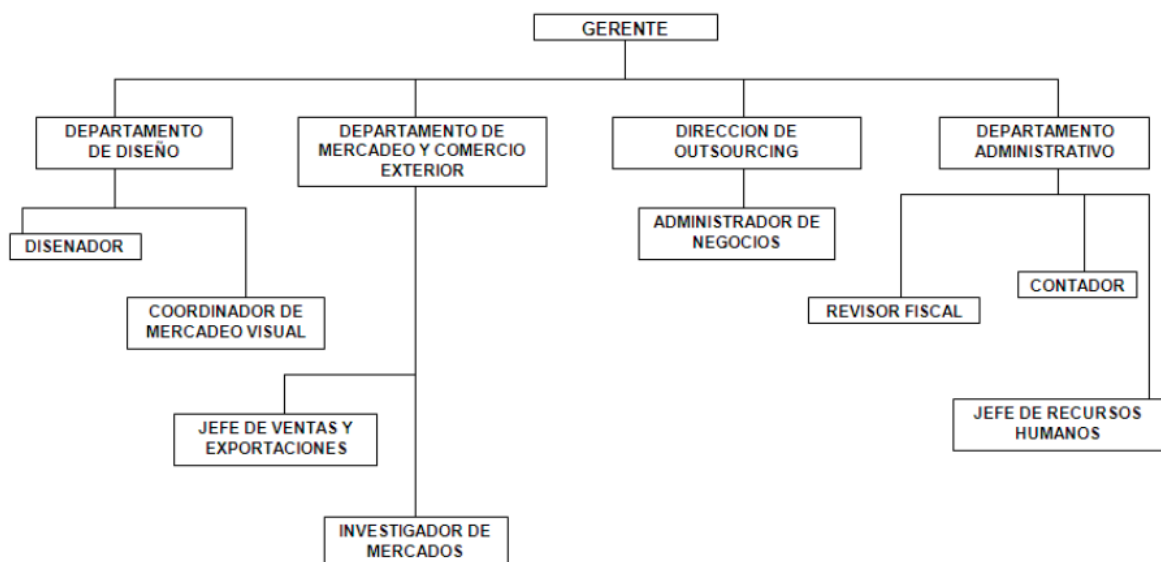 GERENTE
DEPARTAMENTO
DE DISEÑO
DEPARTAMENTO DE
MERCADEO Y COMERCIO
EXTERIOR
DIRECCION DE
OUTSOURCING
DEPARTAMENTO
ADMINISTRATIVO
DISENADOR
COORDINADOR DE
MERCADEO VISUAL
ADMINISTRADOR DE
NEGOCIOS
REVISOR FISCAL
CONTADOR
JEFE DE VENTAS Y
EXPORTACIONES
JEFE DE RECURSOS
HUMANOS
INVESTIGADOR DE
MERCADOS